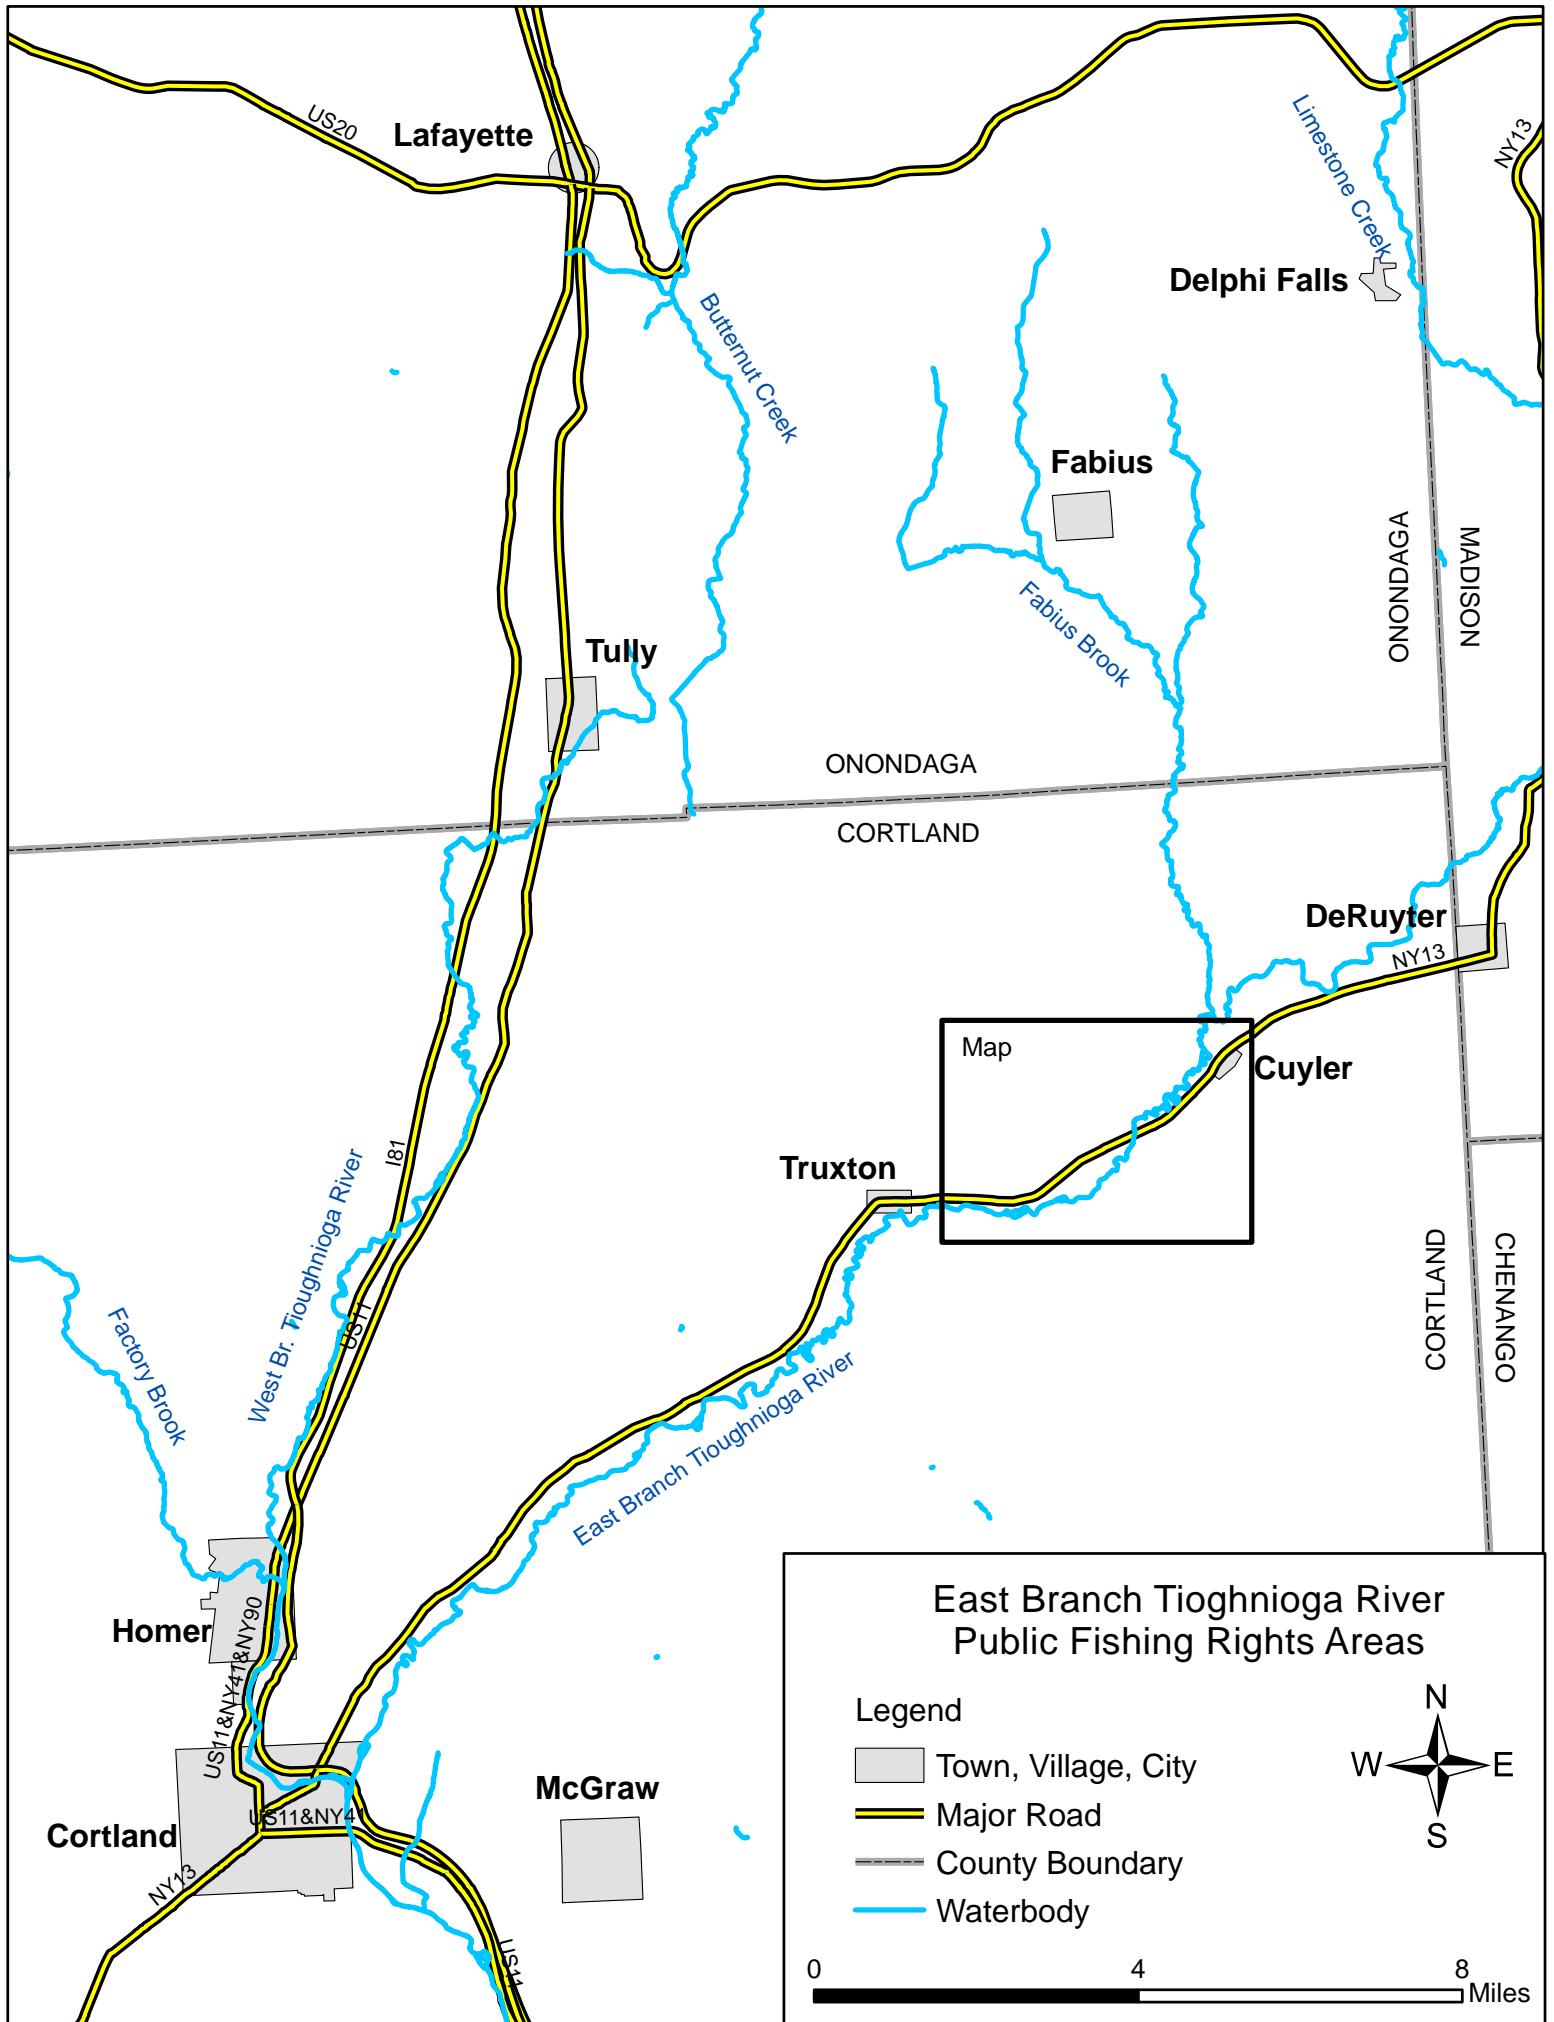 US20
Lafayette
Limestone Creek
NY13
Delphi Falls
Butternut Creek
Fabius
ONONDAGA
MADISON
Fabius Brook
Tully
ONONDAGA
CORTLAND
DeRuyter
NY13
Map
Cuyler
I81
Truxton
West Br. Tioughnioga River
CORTLAND
CHENANGO
US11
Factory Brook
East Branch Tioughnioga River
Homer
US11&NY41&NY90
East Branch Tioghnioga River
Public Fishing Rights Areas
Legend
N
W
E
S
Town, Village, City
Major Road
County Boundary
Waterbody
McGraw
US11&NY41
Cortland
NY13
US11
0 4 8
Miles